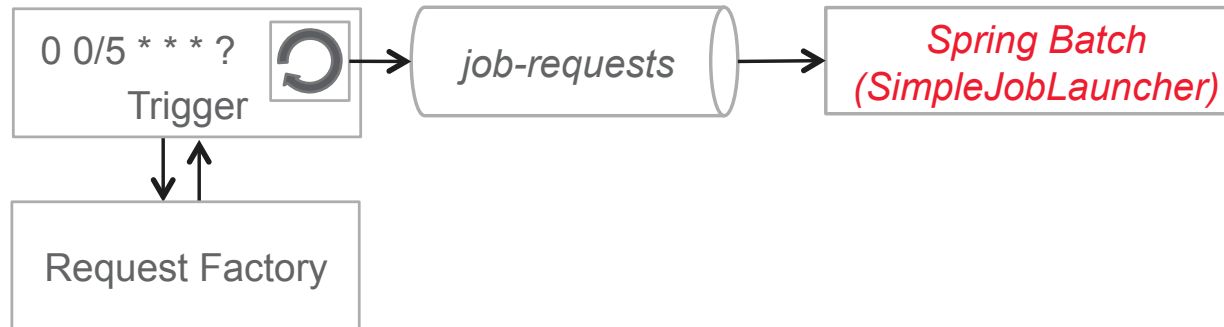 0 0/5 * * * ?
Trigger
job-requests
Spring Batch
(SimpleJobLauncher)
Request Factory